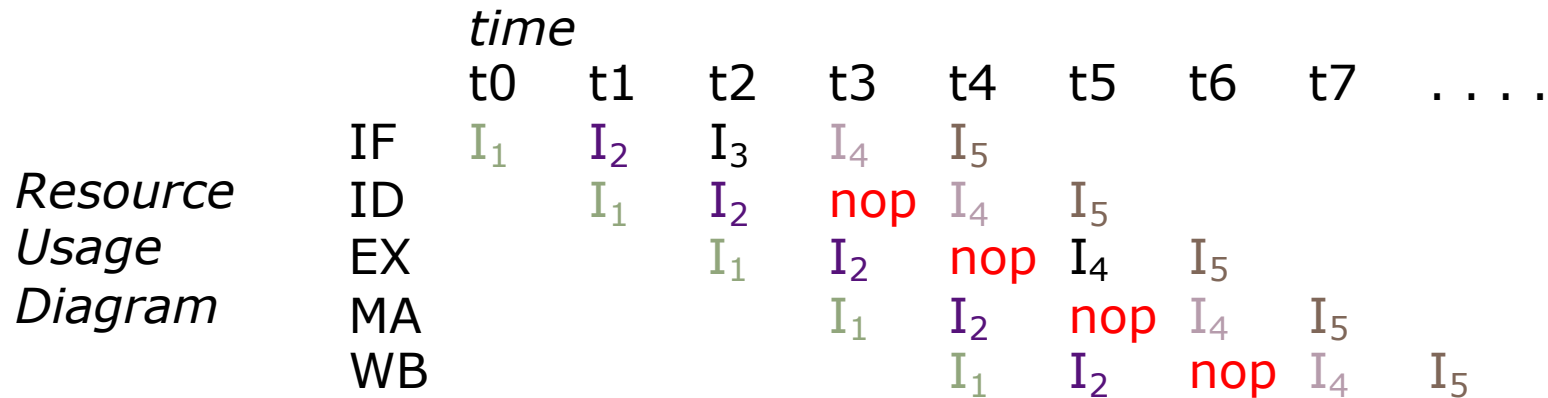 time
t0 t1 t2 t3 t4 t5 t6 t7 . . . .
IF I₁ I₂ I₃ I₄ I₅
Resource ID I₁ I₂ nop I₄ I₅
Usage EX I₁ I₂ nop I₄ I₅
Diagram MA I₁ I₂ nop I₄ I₅
WB I₁ I₂ nop I₄ I₅